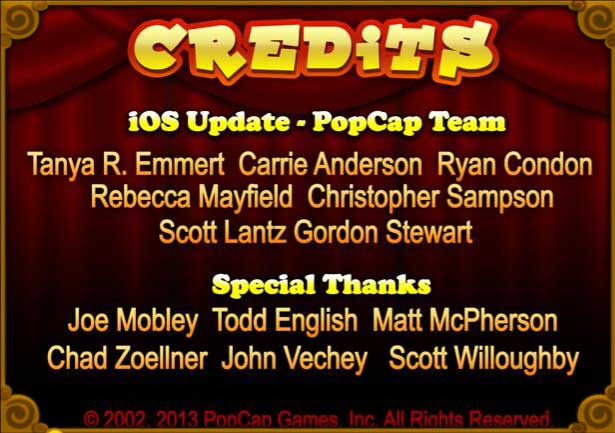 CREDiTS
iOS Update - PopCap Team
Tanya R. Emmert Carrie Anderson Ryan Condon
Rebecca Mayfield Christopher Sampson
Scott Lantz Gordon Stewart
Special Thanks
Joe Mobley Todd English Matt McPherson
Chad Zoellner John Vechey Scott Willoughby
© 2002, 2013 PopCap Games, Inc. All Rights Reserved